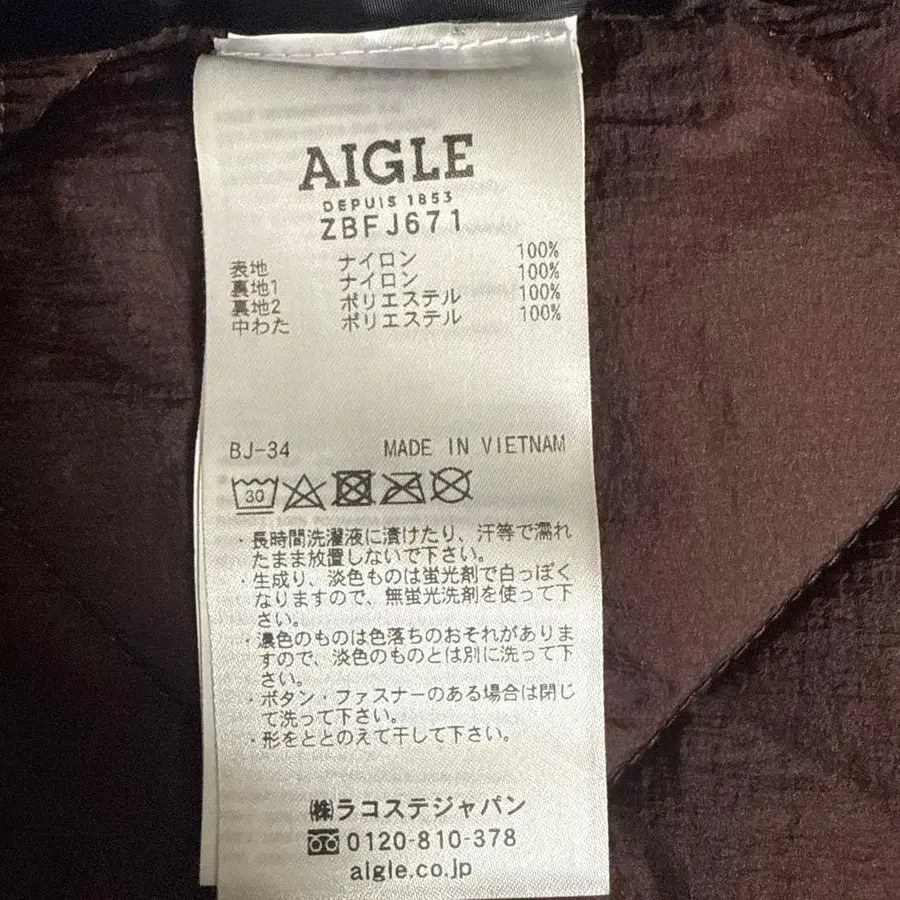 AIGLE
DEPUIS 1853
ZBFJ671
表地 ナイロン 100%
裏地1 ナイロン 100%
裏地2 ポリエステル 100%
中わた ポリエステル 100%
BJ-34 MADE IN VIETNAM
30
・長時間洗濯液に漬けたり、汗等で濡れ
たまま放置しないで下さい。
・生成り、淡色ものは蛍光剤で白っぽく
なりますので、無蛍光洗剤を使って下
さい。
・濃色のものは色落ちのおそれがありま
すので、淡色のものとは別に洗って下
さい。
・ボタン・ファスナーのある場合は閉じ
て洗って下さい。
・形をととのえて干して下さい。
㈱ラコステジャパン
0120-810-378
aigle.co.jp